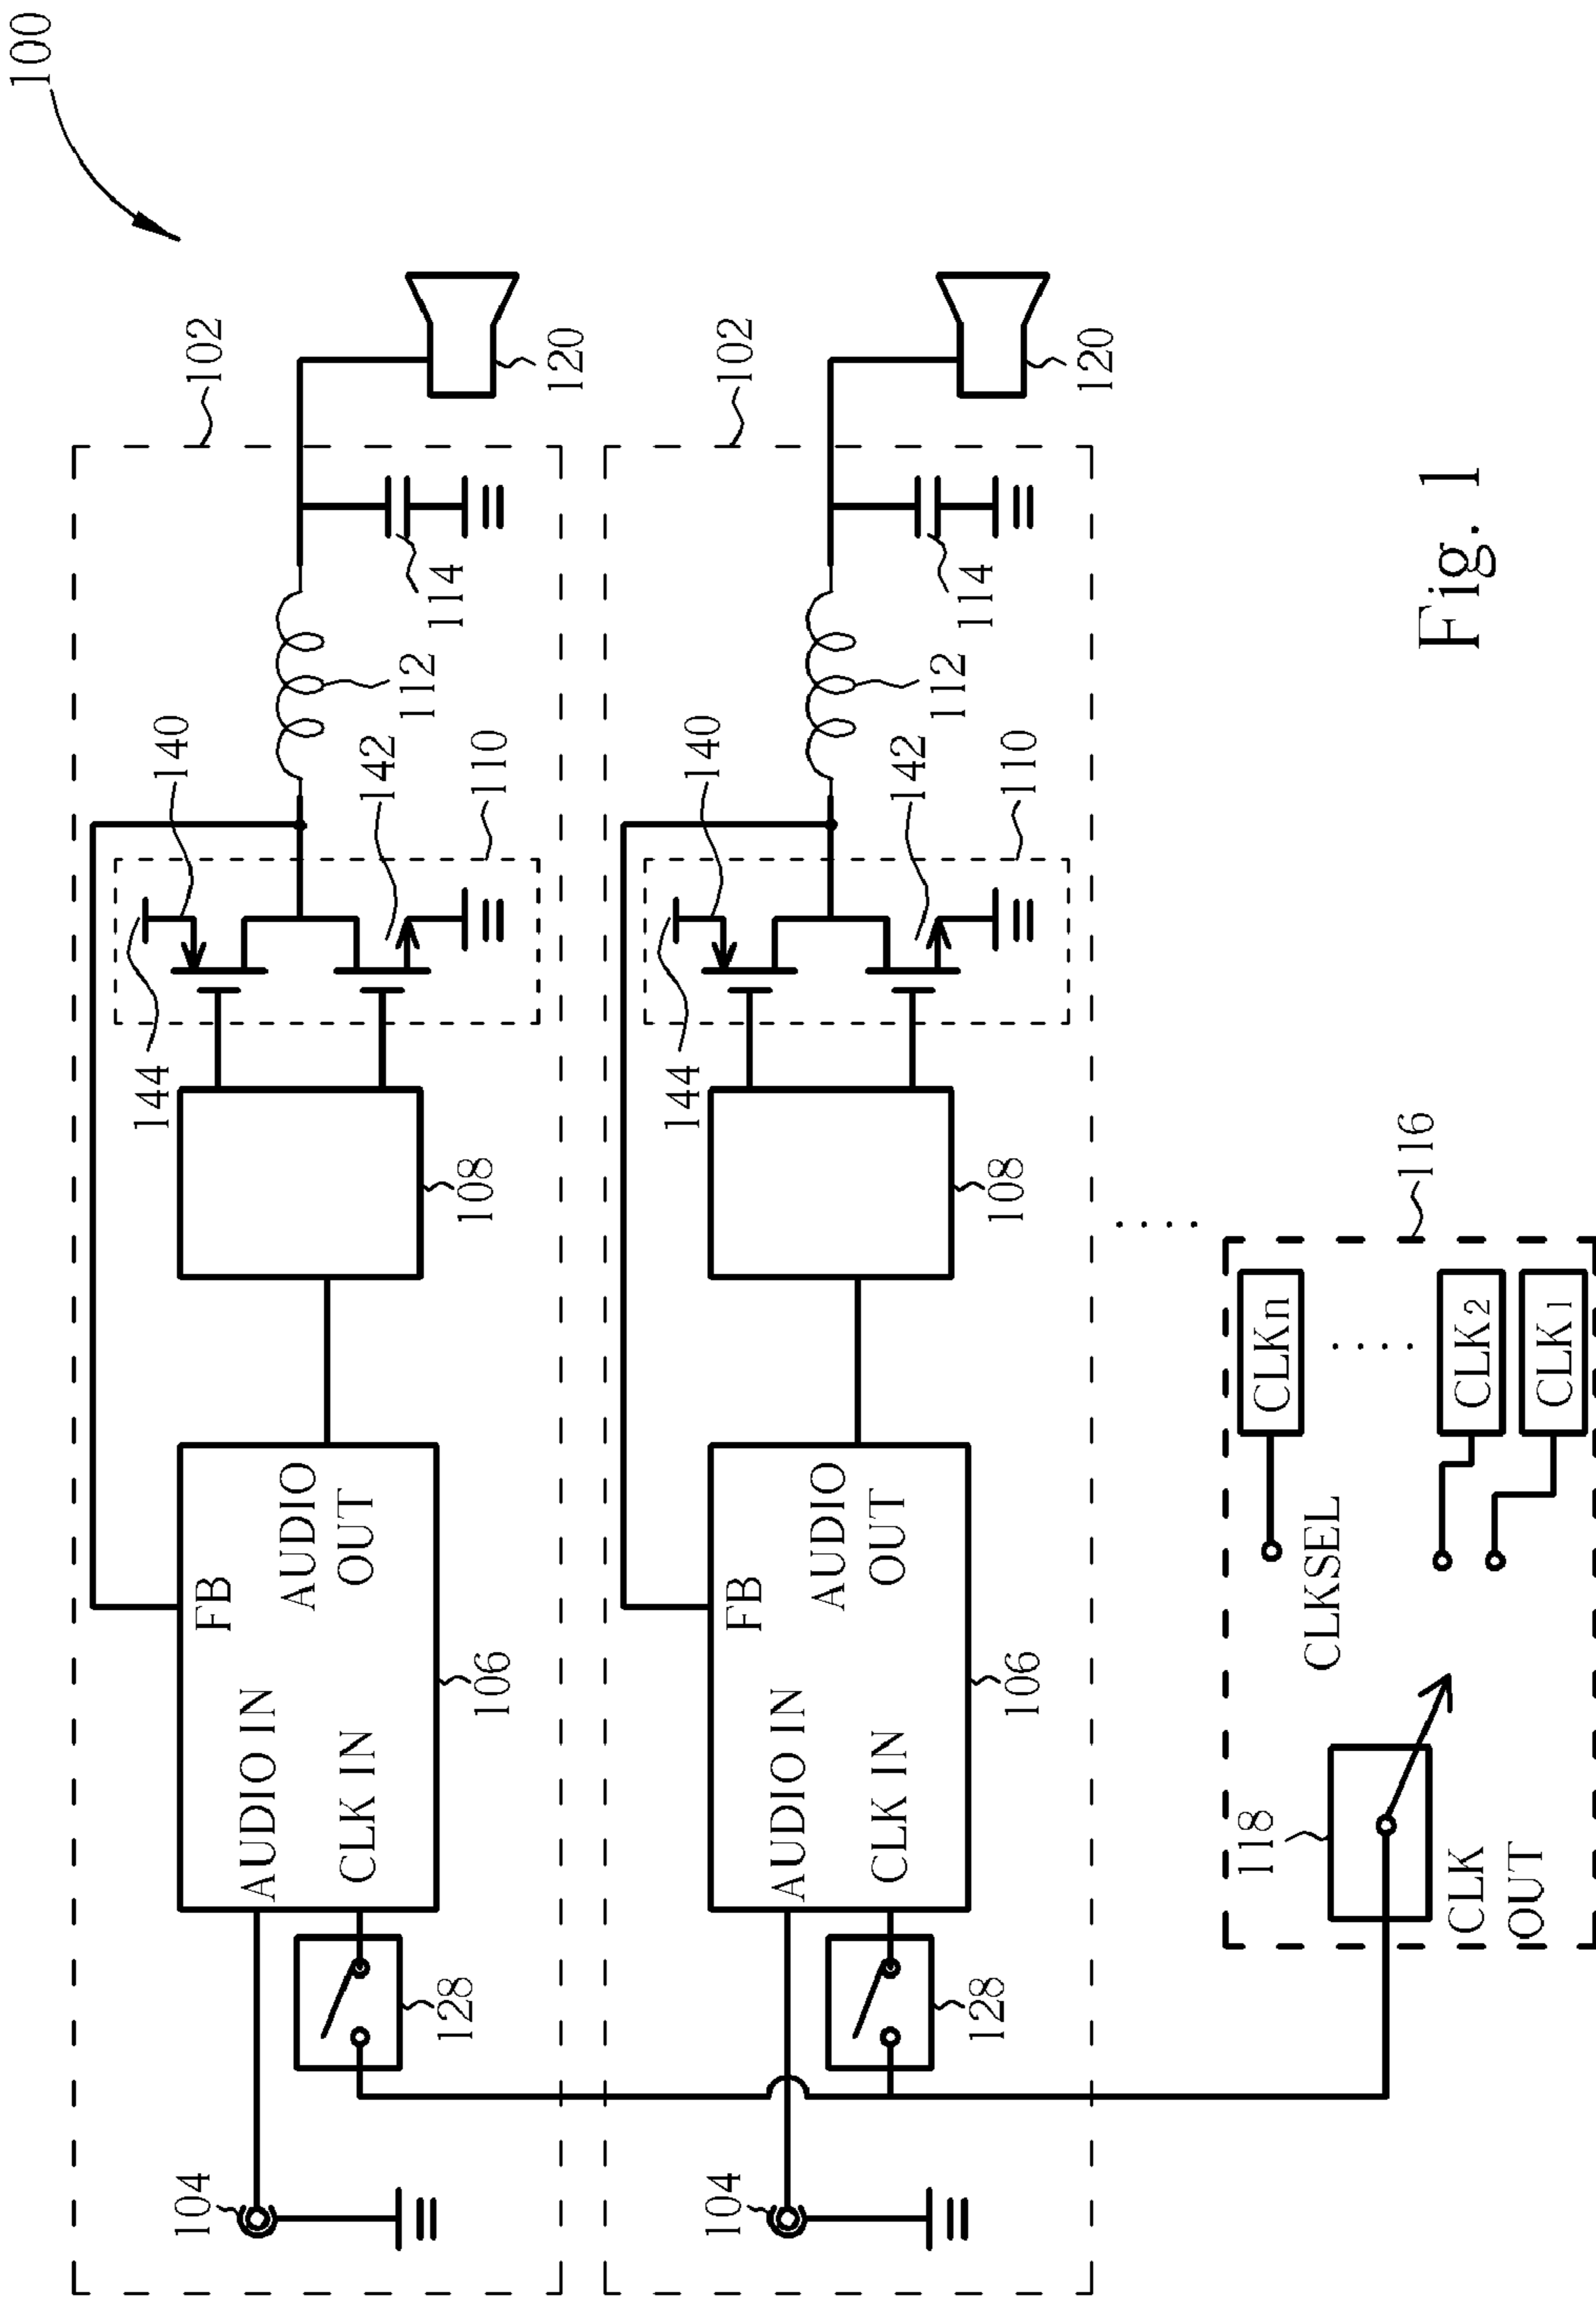 100
102
104
AUDIO IN
FB
CLK IN
AUDIO
OUT
106
128
108
144
140
142
110
112
114
120
102
104
AUDIO IN
FB
CLK IN
AUDIO
OUT
106
128
108
144
140
142
110
112
114
120
116
118
CLK
OUT
CLKSEL
CLKn
CLK2
CLK1
Fig. 1